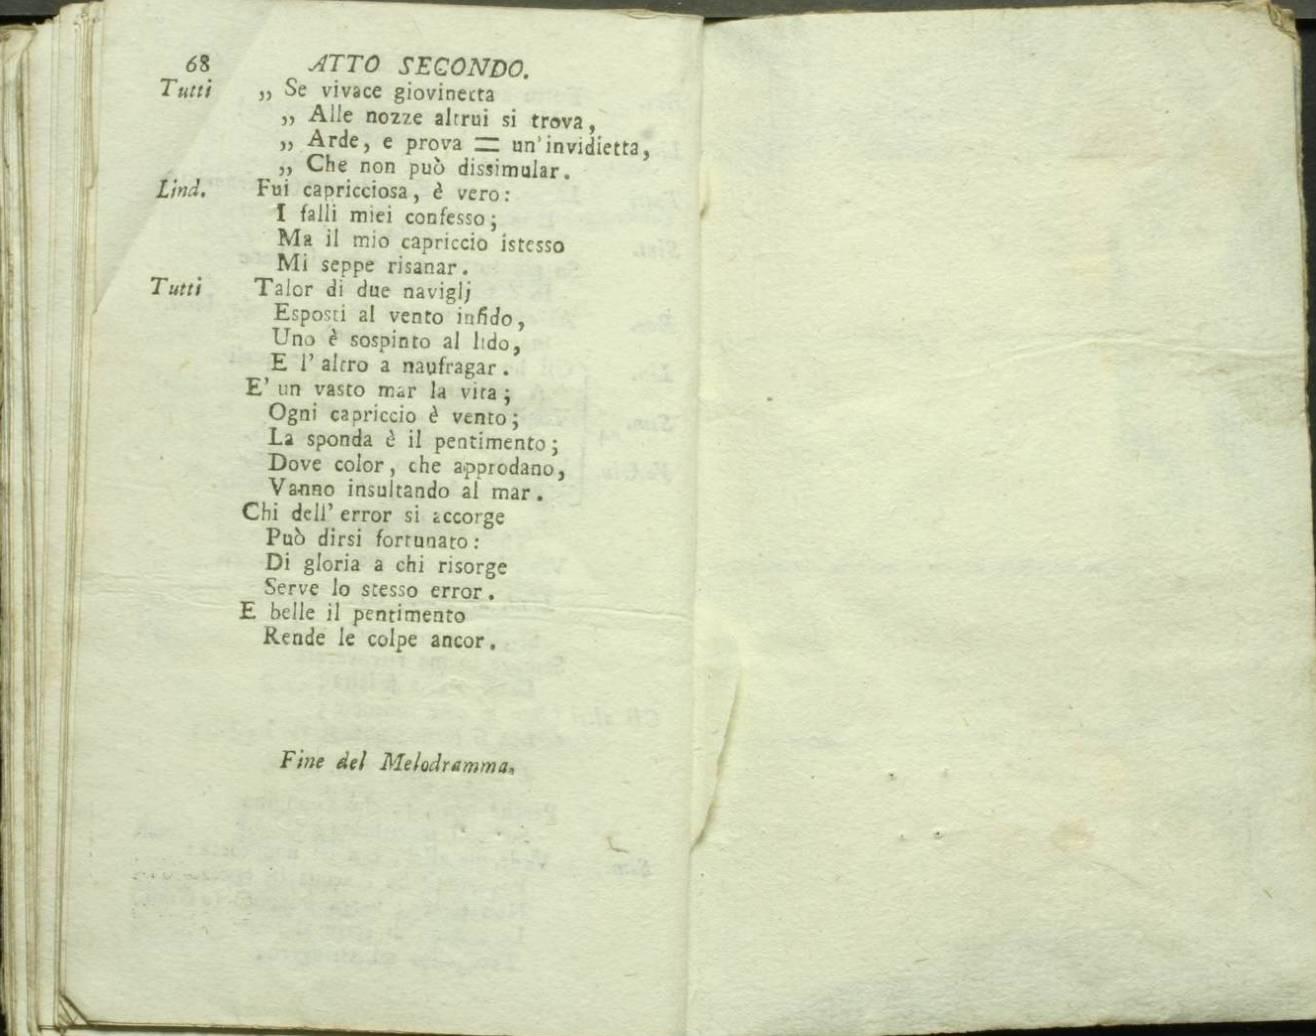 68 ATTO SECONDO.
Tutti „ Se vivace giovinetta
„ Alle nozze altrui si trova,
„ Arde, e prova = un'invidietta,
„ Che non può dissimular.
Lind. Fui capricciosa, è vero:
I falli miei confesso;
Ma il mio capriccio istesso
Mi seppe risanar.
Tutti Talor di due naviglj
Esposti al vento infido,
Uno è sospinto al lido,
E l'altro a naufragar.
E' un vasto mar la vita;
Ogni capriccio è vento;
La sponda è il pentimento;
Dove color, che approdano,
Vanno insultando al mar.
Chi dell'error si accorge
Può dirsi fortunato:
Di gloria a chi risorge
Serve lo stesso error.
E belle il pentimento
Rende le colpe ancor.
Fine del Melodramma.